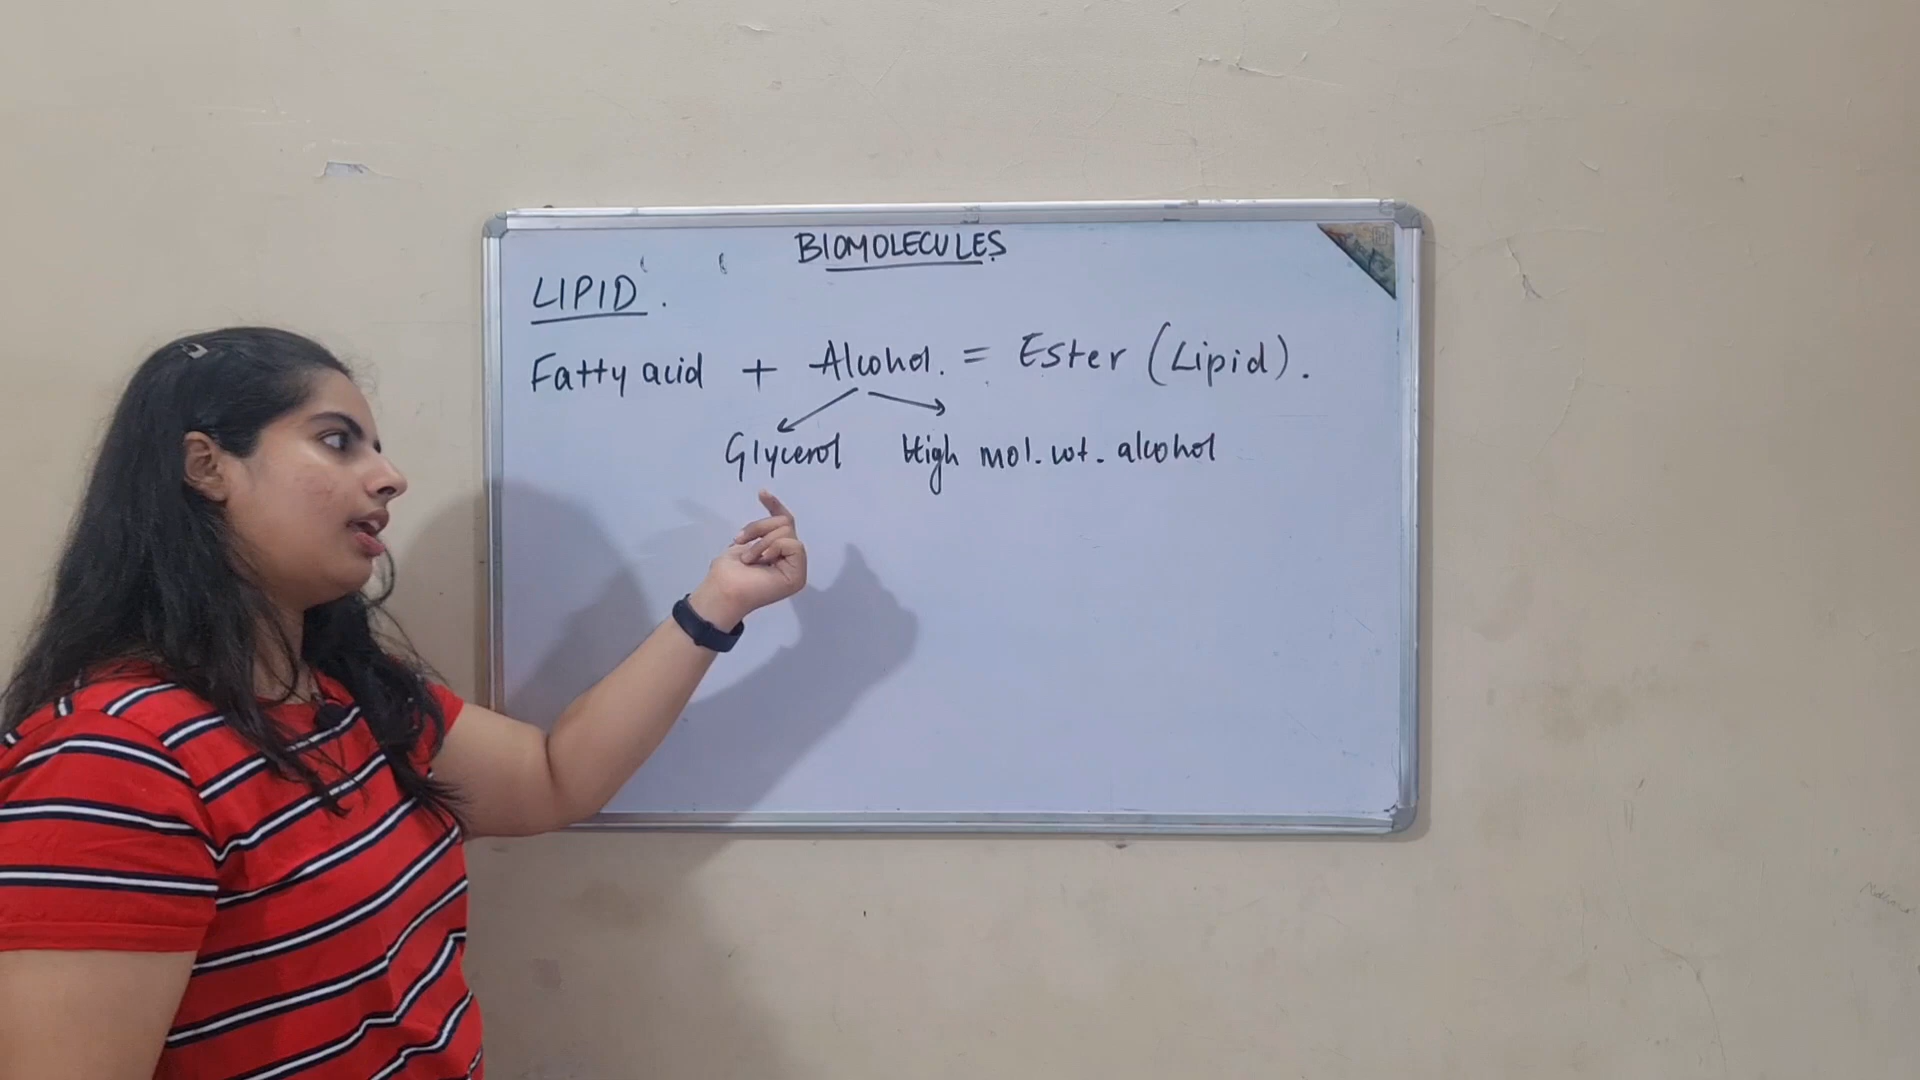 BIOMOLECULES
LIPID.
Fatty acid + Alcohol. = Ester (Lipid).
Glycerol High mol. wt. alcohol